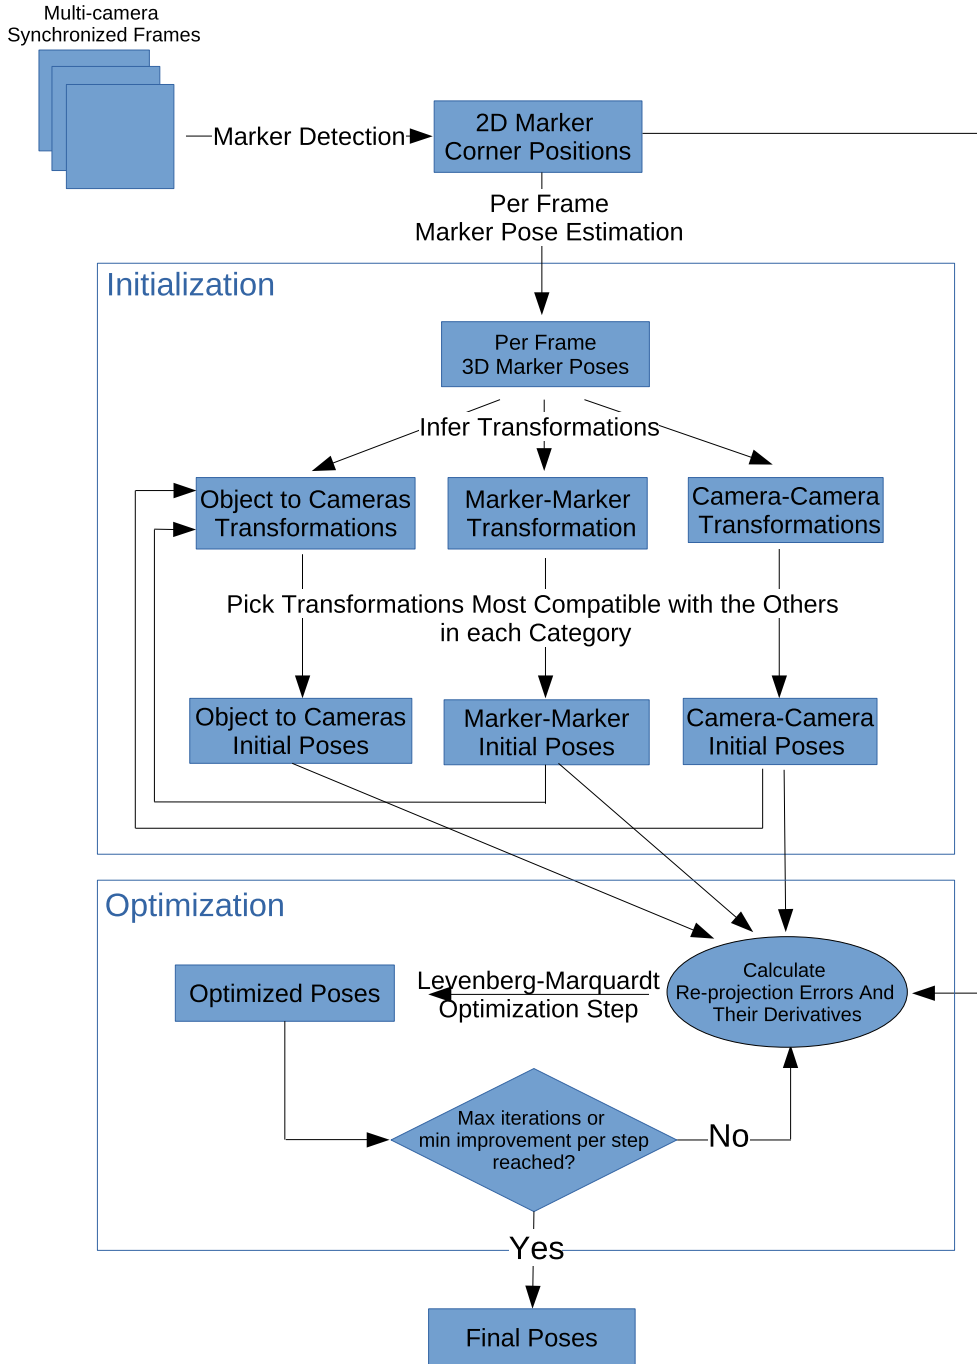 Multi-camera
Synchronized Frames
Marker Detection
2D Marker
Corner Positions
Per Frame
Marker Pose Estimation
Initialization
Per Frame
3D Marker Poses
Infer Transformations
Object to Cameras
Transformations
Marker-Marker
Transformation
Camera-Camera
Transformations
Pick Transformations Most Compatible with the Others
in each Category
Object to Cameras
Initial Poses
Marker-Marker
Initial Poses
Camera-Camera
Initial Poses
Optimization
Optimized Poses
Levenberg-Marquardt
Optimization Step
Calculate
Re-projection Errors And
Their Derivatives
Max iterations or
min improvement per step
reached?
No
Yes
Final Poses